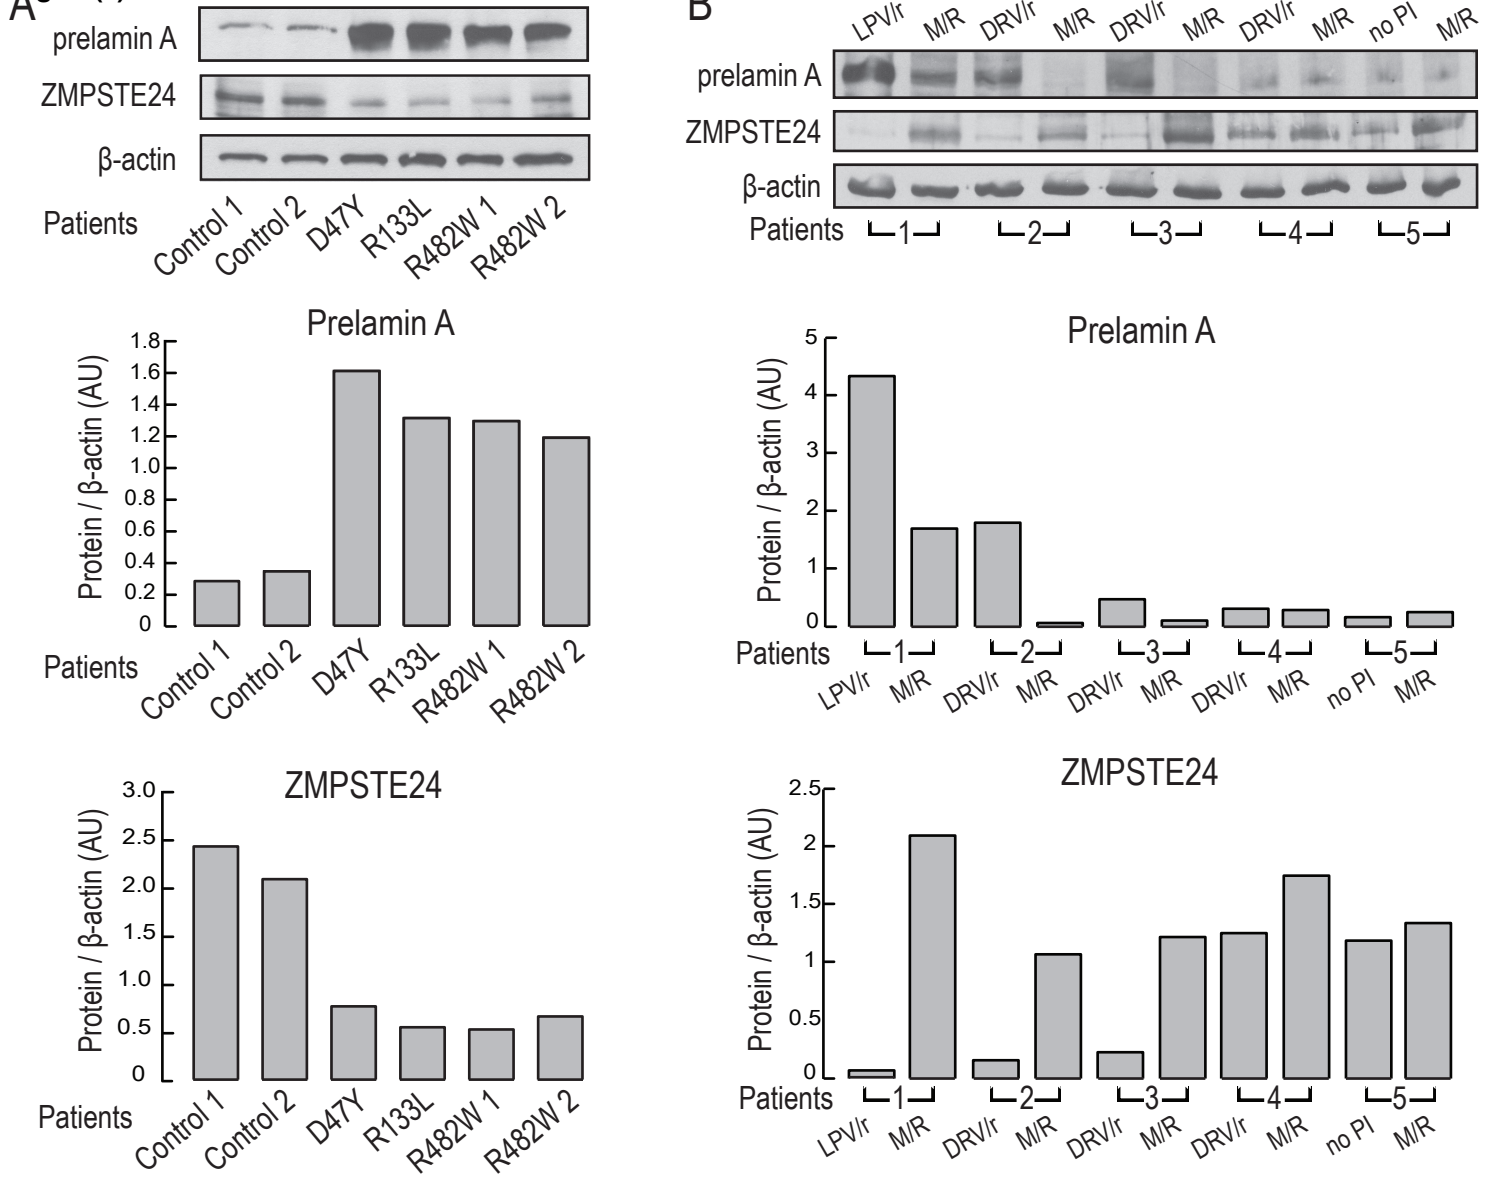 A
prelamin A
ZMPSTE24
β-actin
Patients
Control 1
Control 2
D47Y
R133L
R482W 1
R482W 2
Prelamin A
Protein / β-actin (AU)
1.8
1.6
1.4
1.2
1.0
0.8
0.6
0.4
0.2
0
Patients
Control 1
Control 2
D47Y
R133L
R482W 1
R482W 2
ZMPSTE24
Protein / β-actin (AU)
3.0
2.5
2.0
1.5
1.0
0.5
0
Patients
Control 1
Control 2
D47Y
R133L
R482W 1
R482W 2
B
LPV/r M/R DRV/r M/R DRV/r M/R DRV/r M/R no PI M/R
prelamin A
ZMPSTE24
β-actin
Patients 1 2 3 4 5
Prelamin A
Protein / β-actin (AU)
5
4
3
2
1
0
Patients 1 2 3 4 5
LPV/r M/R DRV/r M/R DRV/r M/R DRV/r M/R no PI M/R
ZMPSTE24
Protein / β-actin (AU)
2.5
2
1.5
1
0.5
0
Patients 1 2 3 4 5
LPV/r M/R DRV/r M/R DRV/r M/R DRV/r M/R no PI M/R